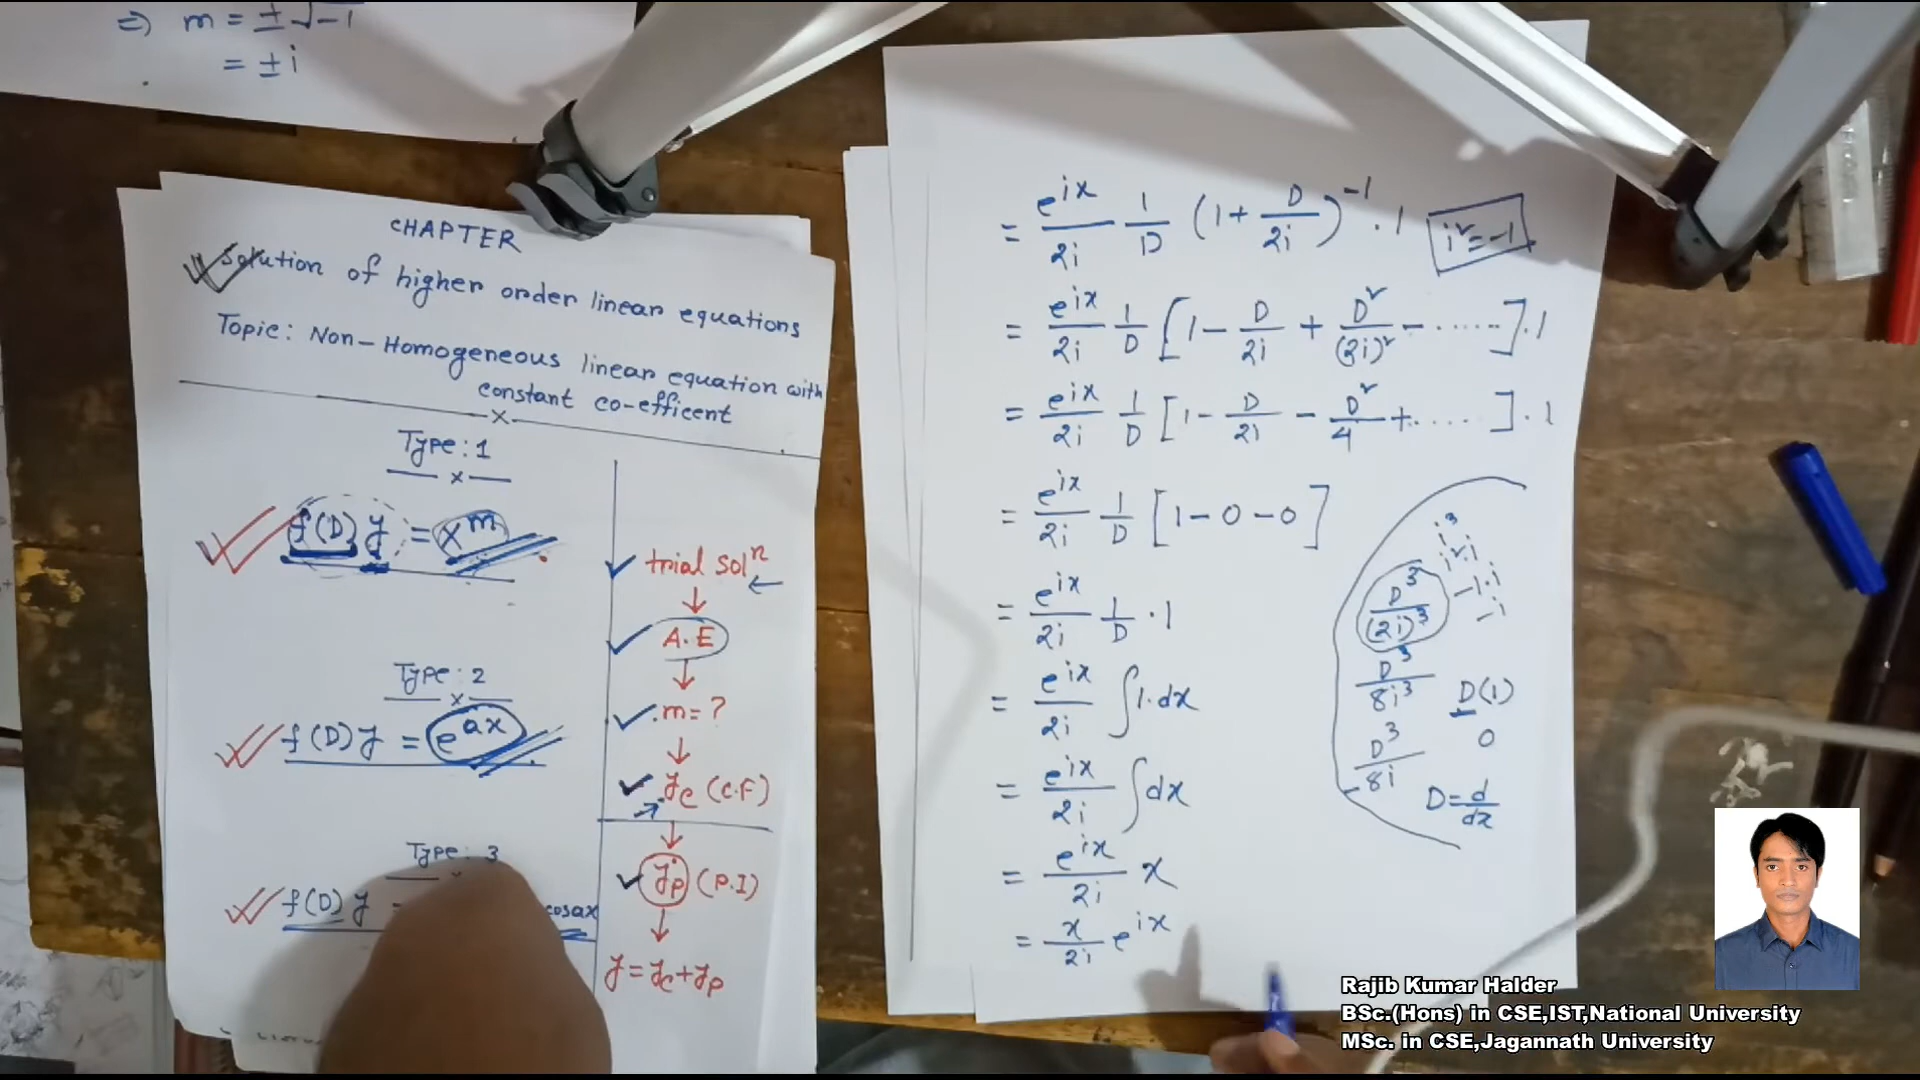 ⇒ m = ± √-1
= ± i
CHAPTER
Solution of higher order linear equations
Topic: Non-Homogeneous linear equation with
constant co-efficent
Type: 1
f(D) y = x^m
Type: 2
f(D) y = e^ax
Type: 3
f(D) y =
cosax
trial sol^n
A.E
m = ?
y_c (C.F)
y_p (P.I)
y = y_c + y_p
= e^ix/2i 1/D (1 + D/2i)^-1 . 1
i^r = -1
= e^ix/2i 1/D [1 - D/2i + D^r/(2i)^r - ......] . 1
= e^ix/2i 1/D [1 - D/2i - D^r/4 + ......] . 1
= e^ix/2i 1/D [1 - 0 - 0]
= e^ix/2i 1/D . 1
= e^ix/2i ∫1.dx
= e^ix/2i ∫dx
= e^ix/2i x
= x/2i e^ix
i^3
i^r.i
-1.i
-i
D^3/(2i)^3
D^3/8i^3
D^3/8i
D(1)
0
D = d/dx
Rajib Kumar Halder
BSc.(Hons) in CSE,IST,National University
MSc. in CSE,Jagannath University